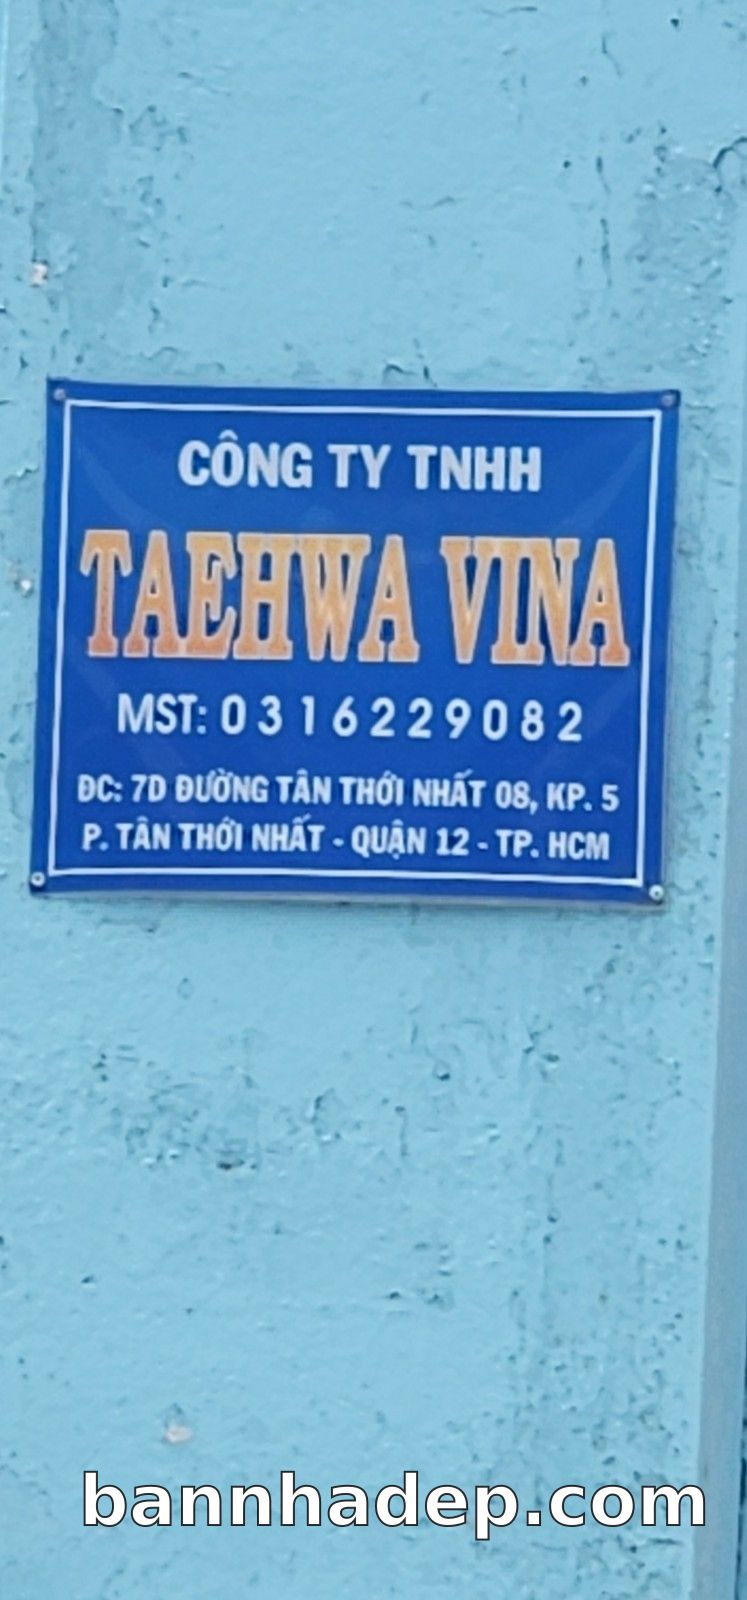 CÔNG TY TNHH
TAEHWA VINA
MST: 0316229082
ĐC: 7D ĐƯỜNG TÂN THỚI NHẤT 08, KP. 5
P. TÂN THỚI NHẤT - QUẬN 12 - TP. HCM
bannhadep.com